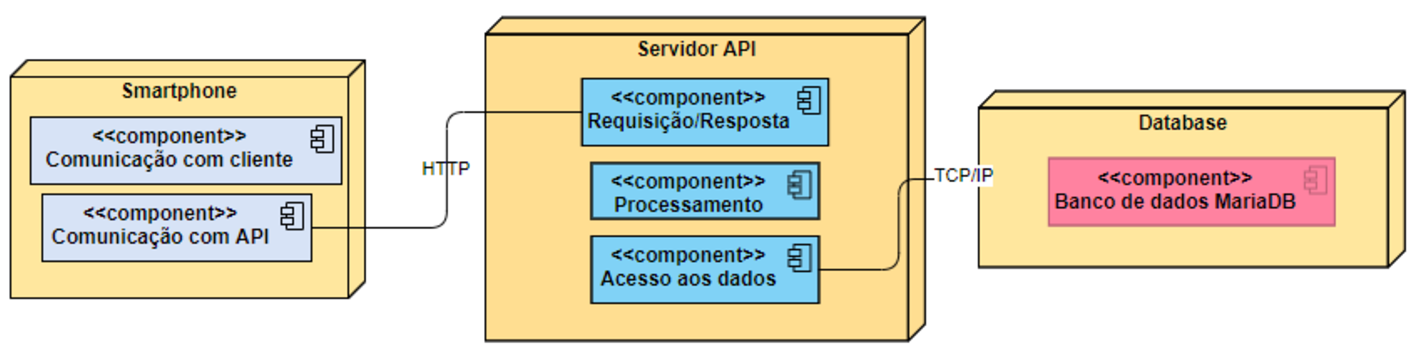 Smartphone
<<component>>
Comunicação com cliente
<<component>>
Comunicação com API
HTTP
Servidor API
<<component>>
Requisição/Resposta
<<component>>
Processamento
<<component>>
Acesso aos dados
TCP/IP
Database
<<component>>
Banco de dados MariaDB